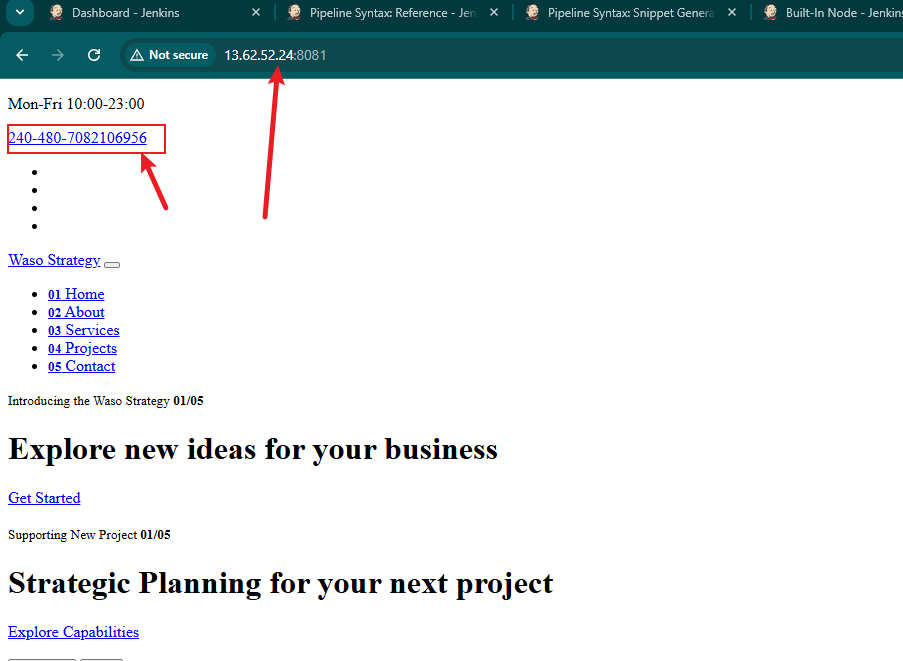 Dashboard - Jenkins
Pipeline Syntax: Reference - Jen
Pipeline Syntax: Snippet Genera
Built-In Node - Jenkins
Not secure
13.62.52.24:8081
Mon-Fri 10:00-23:00
240-480-7082106956
Waso Strategy
01 Home
02 About
03 Services
04 Projects
05 Contact
Introducing the Waso Strategy 01/05
Explore new ideas for your business
Get Started
Supporting New Project 01/05
Strategic Planning for your next project
Explore Capabilities